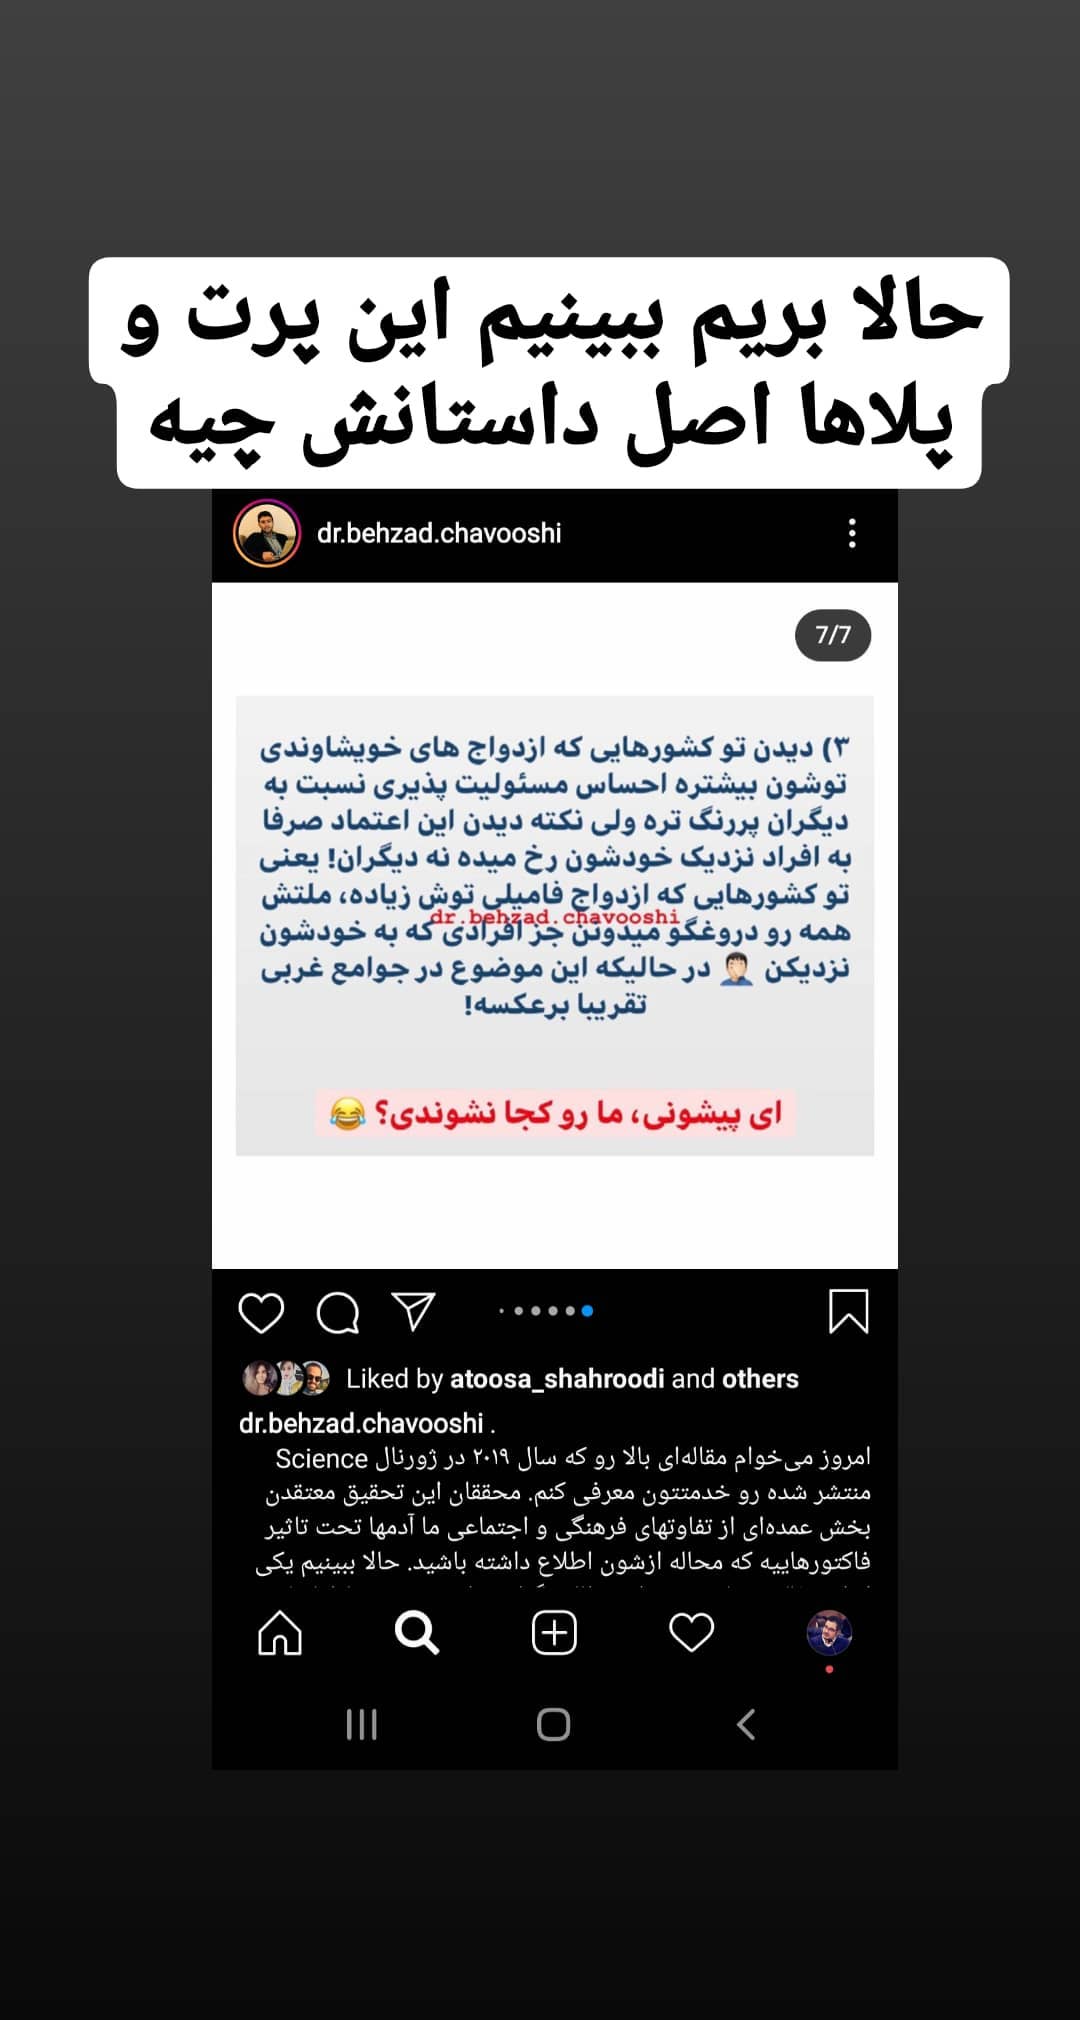 حالا بریم ببینیم این پرت و
پلاها اصل داستانش چیه
dr.behzad.chavooshi
7/7
۳) دیدن تو کشورهایی که ازدواج های خویشاوندی
توشون بیشتره احساس مسئولیت پذیری نسبت به
دیگران پررنگ تره ولی نکته دیدن این اعتماد صرفا
به افراد نزدیک خودشون رخ میده نه دیگران! یعنی
تو کشورهایی که ازدواج فامیلی توش زیاده، ملتش
dr.behzad.chavooshi
همه رو دروغگو میدونن جز افرادی که به خودشون
نزدیکن 🤦🏻‍♂️ در حالیکه این موضوع در جوامع غربی
تقریبا برعکسه!
ای پیشونی، ما رو کجا نشوندی؟ 😂
Liked by atoosa_shahroodi and others
dr.behzad.chavooshi .
امروز می‌خوام مقاله‌ای بالا رو که سال ۲۰۱۹ در ژورنال Science
منتشر شده رو خدمتتون معرفی کنم. محققان این تحقیق معتقدن
بخش عمده‌ای از تفاوتهای فرهنگی و اجتماعی ما آدمها تحت تاثیر
فاکتورهاییه که محاله ازشون اطلاع داشته باشید. حالا ببینیم یکی